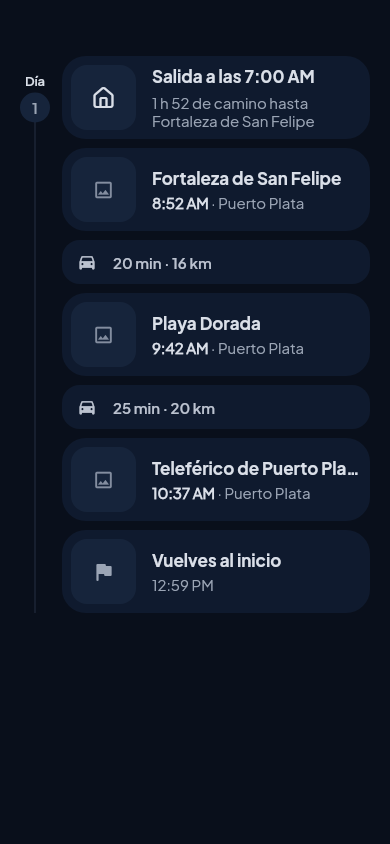 Día
1
Salida a las 7:00 AM
1 h 52 de camino hasta
Fortaleza de San Felipe
Fortaleza de San Felipe
8:52 AM · Puerto Plata
20 min · 16 km
Playa Dorada
9:42 AM · Puerto Plata
25 min · 20 km
Teleférico de Puerto Pla...
10:37 AM · Puerto Plata
Vuelves al inicio
12:59 PM